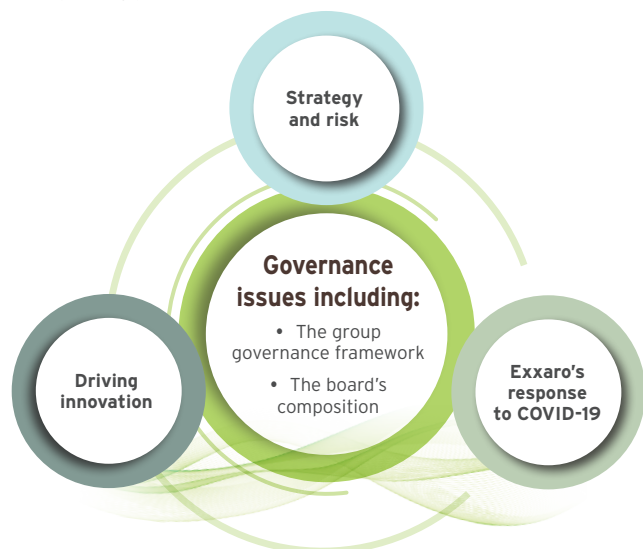 Strategy
and risk
Governance
issues including:
• The group
governance framework
• The board's
composition
Driving
innovation
Exxaro's
response
to COVID-19